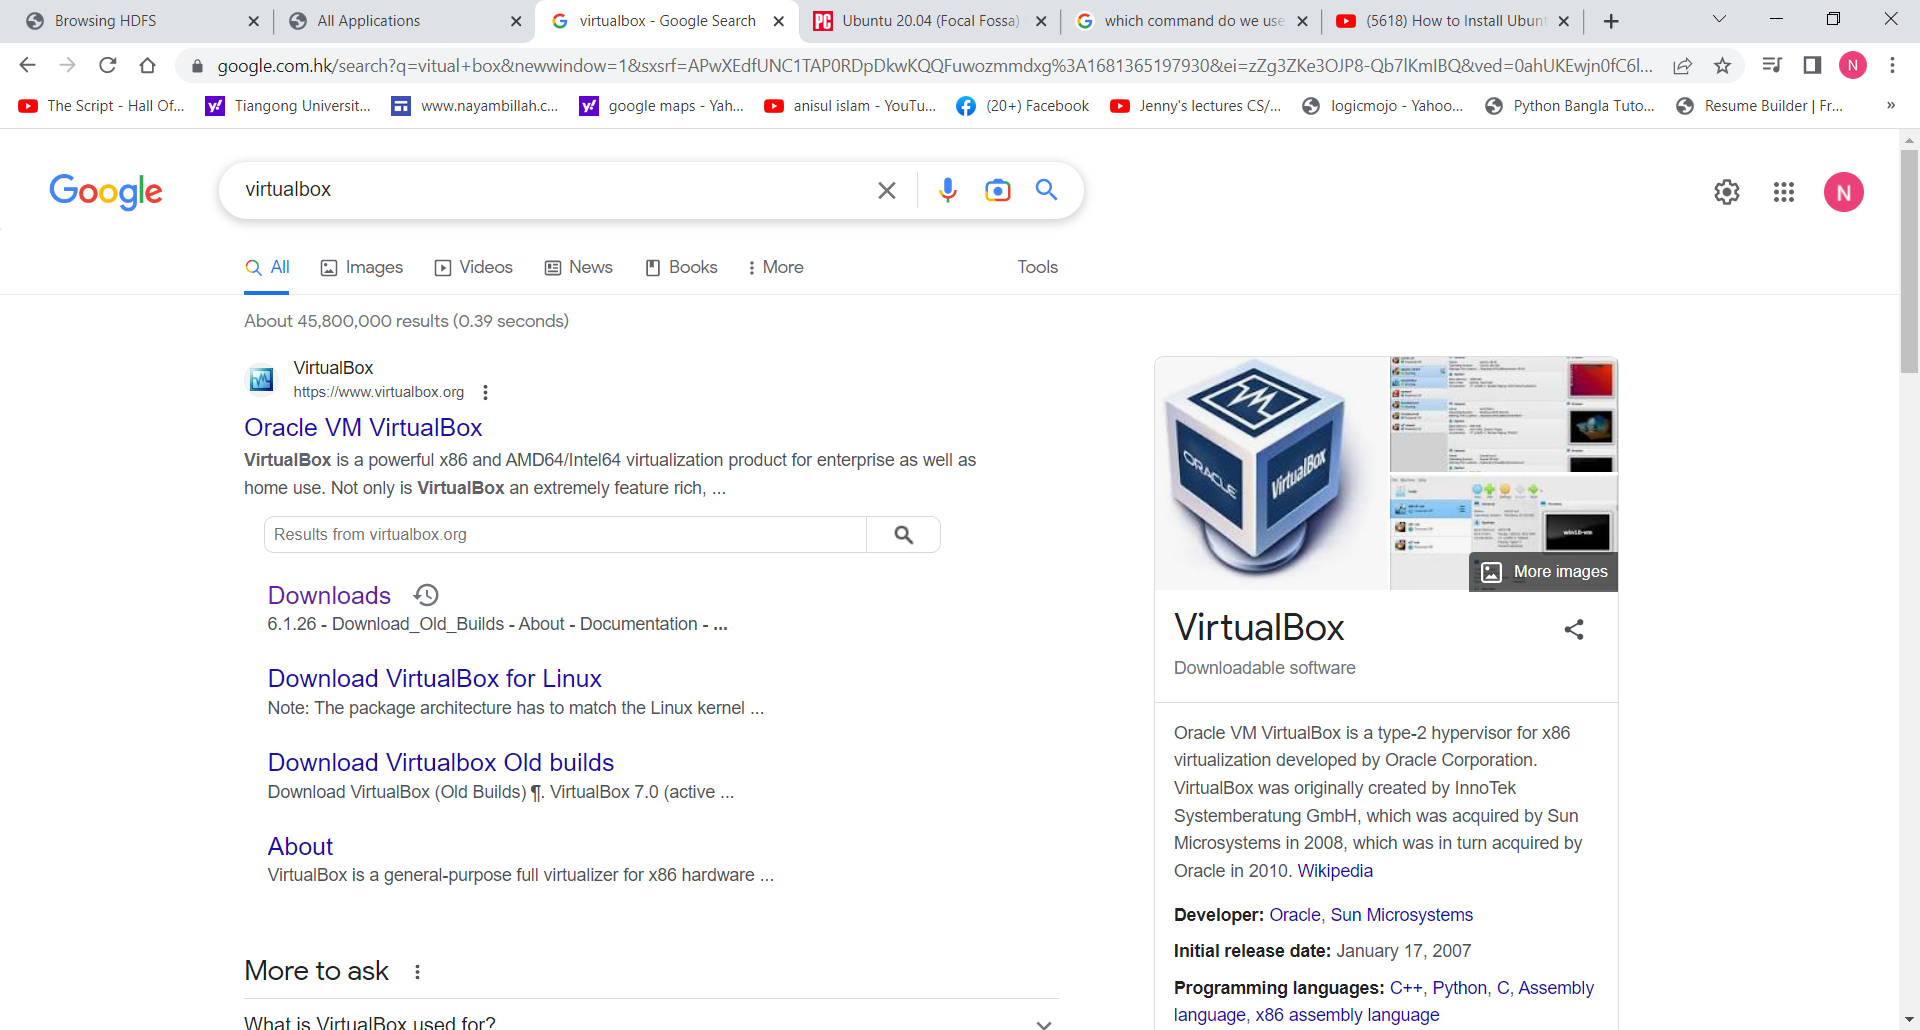 Browsing HDFS
All Applications
virtualbox - Google Search
PC
Ubuntu 20.04 (Focal Fossa)
which command do we use
(5618) How to Install Ubunt
google.com.hk/search?q=vitual+box&newwindow=1&sxsrf=APwXEdfUNC1TAP0RDpDkwKQQFuwozmmdxg%3A1681365197930&ei=zZg3ZKe3OJP8-Qb7lKmIBQ&ved=0ahUKEwjn0fC6l...
N
The Script - Hall Of...
y!
Tiangong Universit...
www.nayambillah.c...
y!
google maps - Yah...
anisul islam - YouTu...
(20+) Facebook
Jenny's lectures CS/...
logicmojo - Yahoo...
Python Bangla Tuto...
Resume Builder | Fr...
»
Google
virtualbox
N
All
Images
Videos
News
Books
More
Tools
About 45,800,000 results (0.39 seconds)
VirtualBox
https://www.virtualbox.org
Oracle VM VirtualBox
VirtualBox is a powerful x86 and AMD64/Intel64 virtualization product for enterprise as well as
home use. Not only is VirtualBox an extremely feature rich, ...
Results from virtualbox.org
Downloads
6.1.26 - Download_Old_Builds - About - Documentation - ...
Download VirtualBox for Linux
Note: The package architecture has to match the Linux kernel ...
Download Virtualbox Old builds
Download VirtualBox (Old Builds) ¶. VirtualBox 7.0 (active ...
About
VirtualBox is a general-purpose full virtualizer for x86 hardware ...
More to ask
What is VirtualBox used for?
ORACLE
VirtualBox
win10-vm
More images
VirtualBox
Downloadable software
Oracle VM VirtualBox is a type-2 hypervisor for x86
virtualization developed by Oracle Corporation.
VirtualBox was originally created by InnoTek
Systemberatung GmbH, which was acquired by Sun
Microsystems in 2008, which was in turn acquired by
Oracle in 2010. Wikipedia
Developer: Oracle, Sun Microsystems
Initial release date: January 17, 2007
Programming languages: C++, Python, C, Assembly
language, x86 assembly language